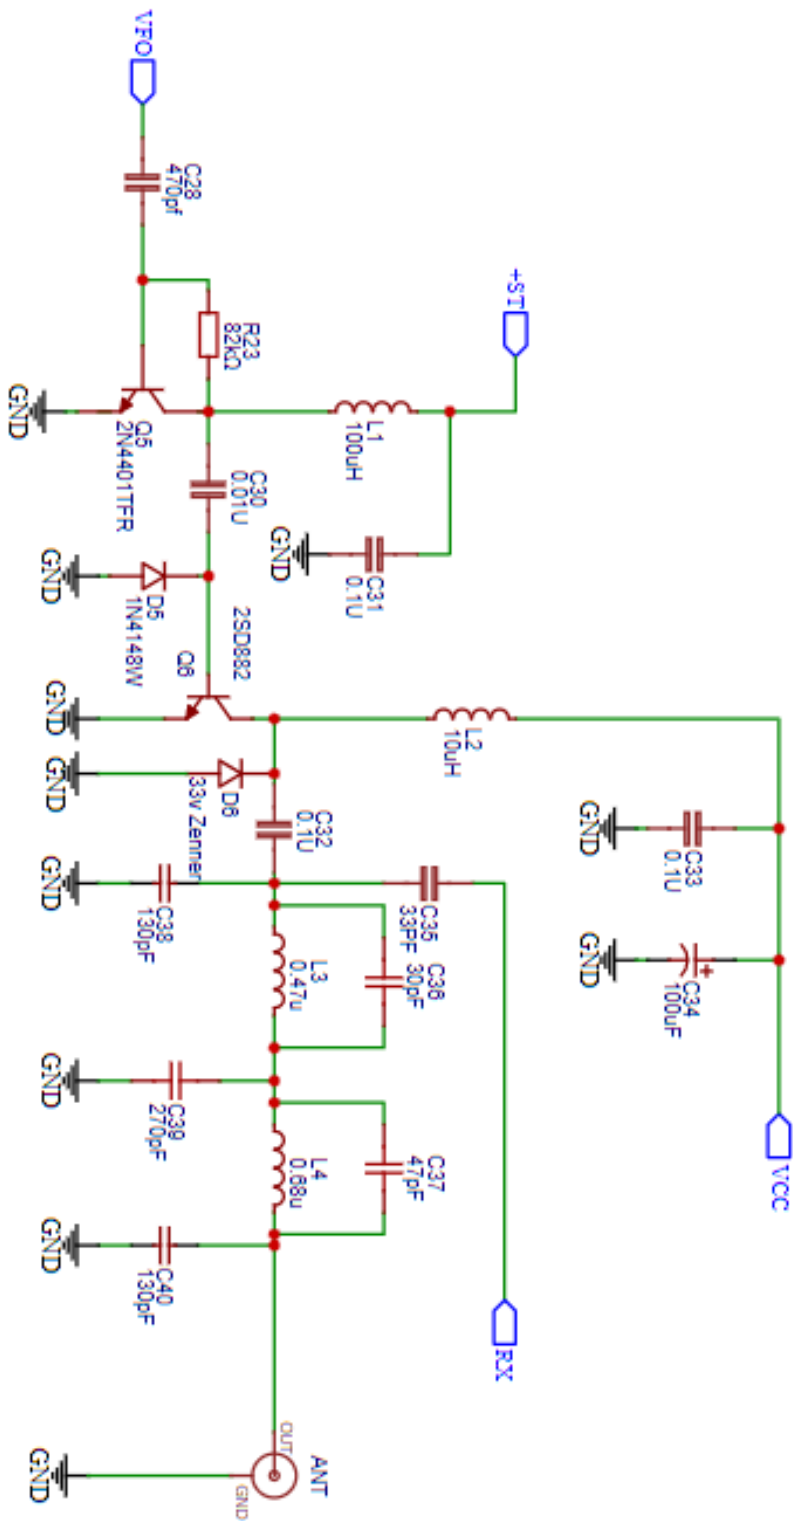 VFO
C28
470pf
R23
82kΩ
+ST
L1
100uH
C31
0.1U
GND
GND
Q5
2N4401TFR
C30
0.01U
D5
1N4148W
GND
2SD882
Q6
GND
L2
10uH
D6
33v Zenner
GND
C32
0.1U
C33
0.1U
GND
C34
100uF
+
GND
VCC
C35
33PF
RX
C38
130pF
GND
L3
0.47u
C36
30pF
C39
270pF
GND
L4
0.68u
C37
47pF
C40
130pF
GND
ANT
OUT
GND
GND